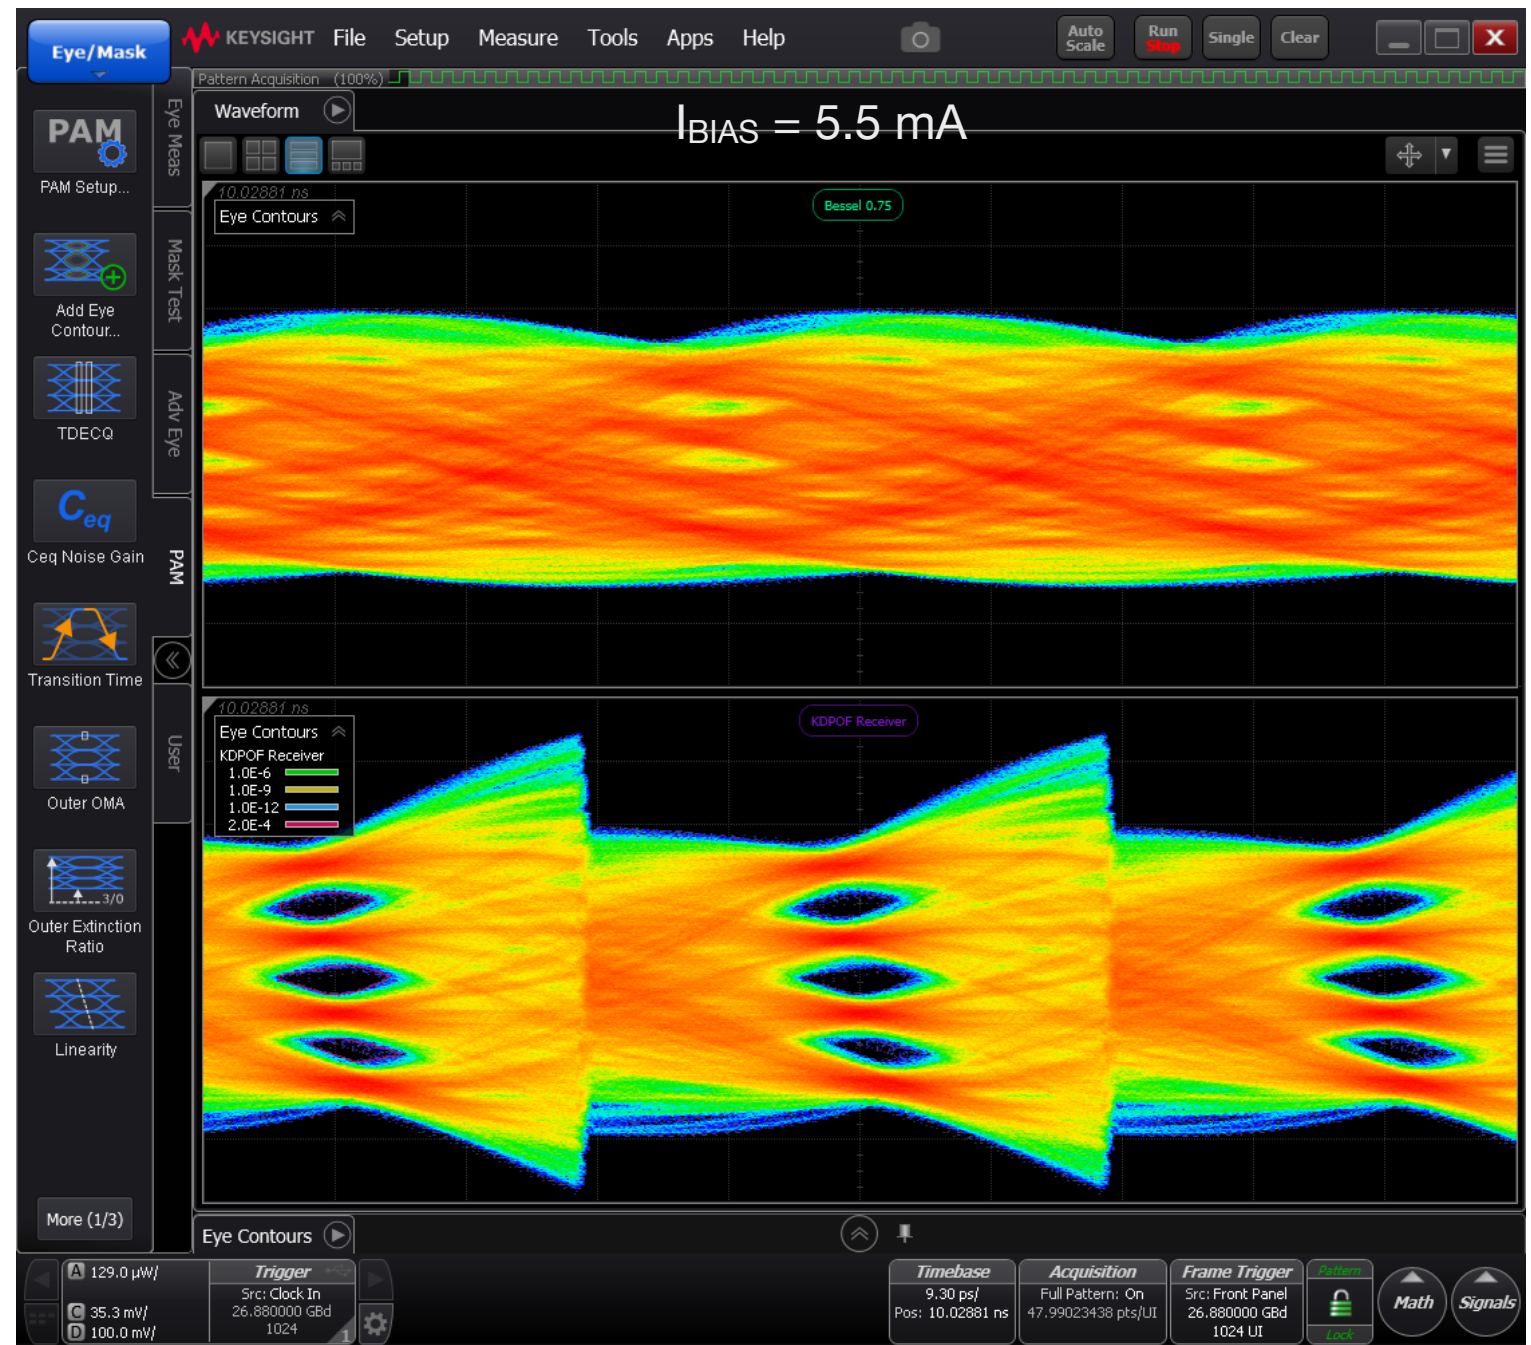 Eye/Mask
KEYSIGHT File Setup Measure Tools Apps Help
Auto Scale
Run Stop
Single
Clear
Pattern Acquisition (100%)
Waveform
IBIAS = 5.5 mA
PAM
PAM Setup...
Add Eye
Contour...
TDECQ
Ceq
Ceq Noise Gain
Transition Time
Outer OMA
3/0
Outer Extinction
Ratio
Linearity
More (1/3)
Eye Meas
Mask Test
Adv Eye
PAM
User
10.02881 ns
Eye Contours
Bessel 0.75
10.02881 ns
Eye Contours
KDPOF Receiver
1.0E-6
1.0E-9
1.0E-12
2.0E-4
KDPOF Receiver
Eye Contours
A 129.0 µW/
C 35.3 mV/
D 100.0 mV/
Trigger
Src: Clock In
26.880000 GBd
1024
1
Timebase
9.30 ps/
Pos: 10.02881 ns
Acquisition
Full Pattern: On
47.99023438 pts/UI
Frame Trigger
Src: Front Panel
26.880000 GBd
1024 UI
Pattern
Lock
Math
Signals